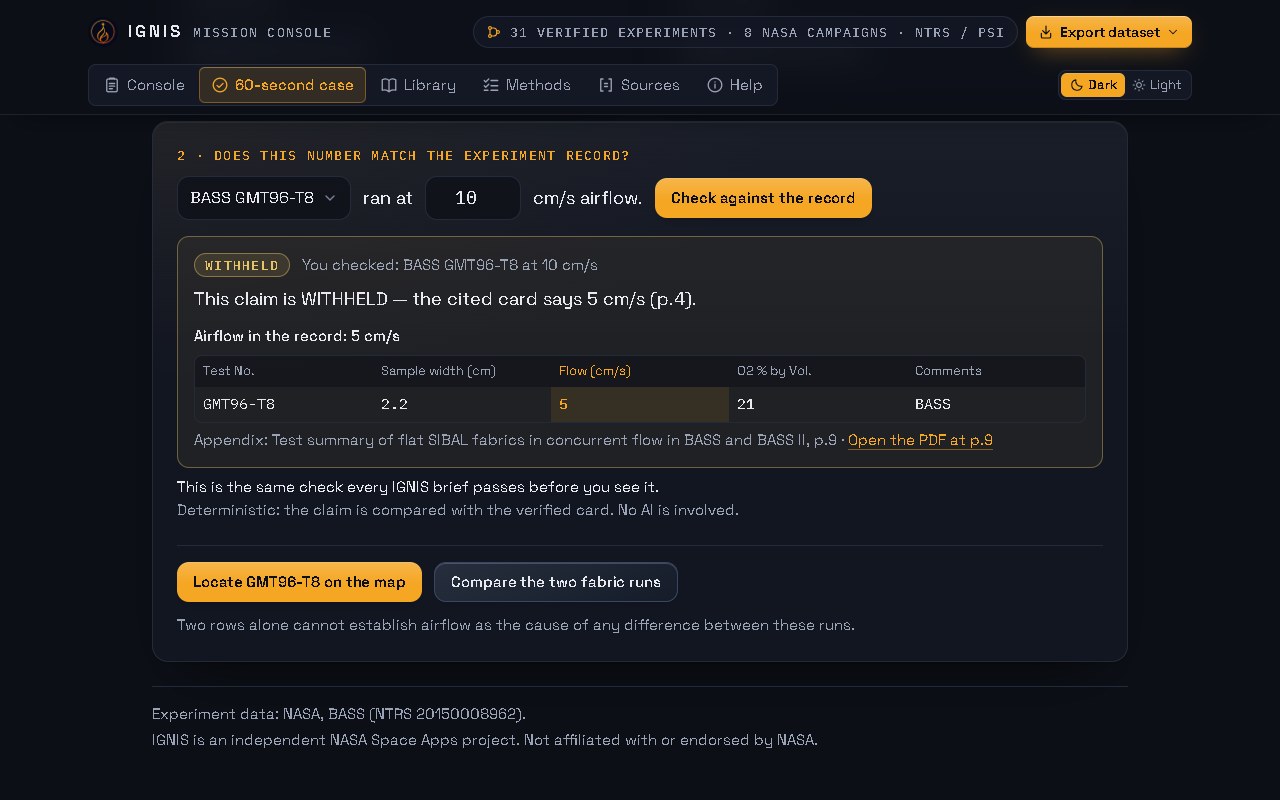 IGNIS MISSION CONSOLE
31 VERIFIED EXPERIMENTS · 8 NASA CAMPAIGNS · NTRS / PSI
Export dataset
Console
60-second case
Library
Methods
Sources
Help
Dark
Light
2 · DOES THIS NUMBER MATCH THE EXPERIMENT RECORD?
BASS GMT96-T8 ran at 10 cm/s airflow. Check against the record
WITHHELD You checked: BASS GMT96-T8 at 10 cm/s
This claim is WITHHELD — the cited card says 5 cm/s (p.4).
Airflow in the record: 5 cm/s
Test No. Sample width (cm) Flow (cm/s) O2 % by Vol. Comments
GMT96-T8 2.2 5 21 BASS
Appendix: Test summary of flat SIBAL fabrics in concurrent flow in BASS and BASS II, p.9 · Open the PDF at p.9
This is the same check every IGNIS brief passes before you see it.
Deterministic: the claim is compared with the verified card. No AI is involved.
Locate GMT96-T8 on the map
Compare the two fabric runs
Two rows alone cannot establish airflow as the cause of any difference between these runs.
Experiment data: NASA, BASS (NTRS 20150008962).
IGNIS is an independent NASA Space Apps project. Not affiliated with or endorsed by NASA.